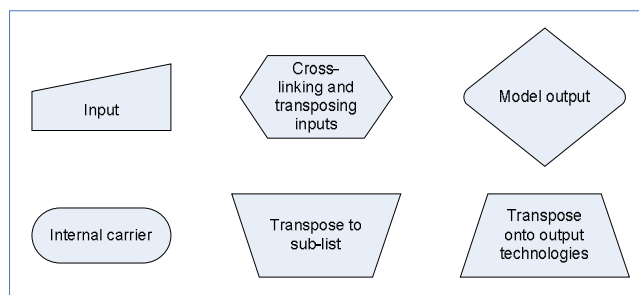 Input
Cross–
linking and
transposing
inputs
Model output
Internal carrier
Transpose to
sub-list
Transpose
onto output
technologies